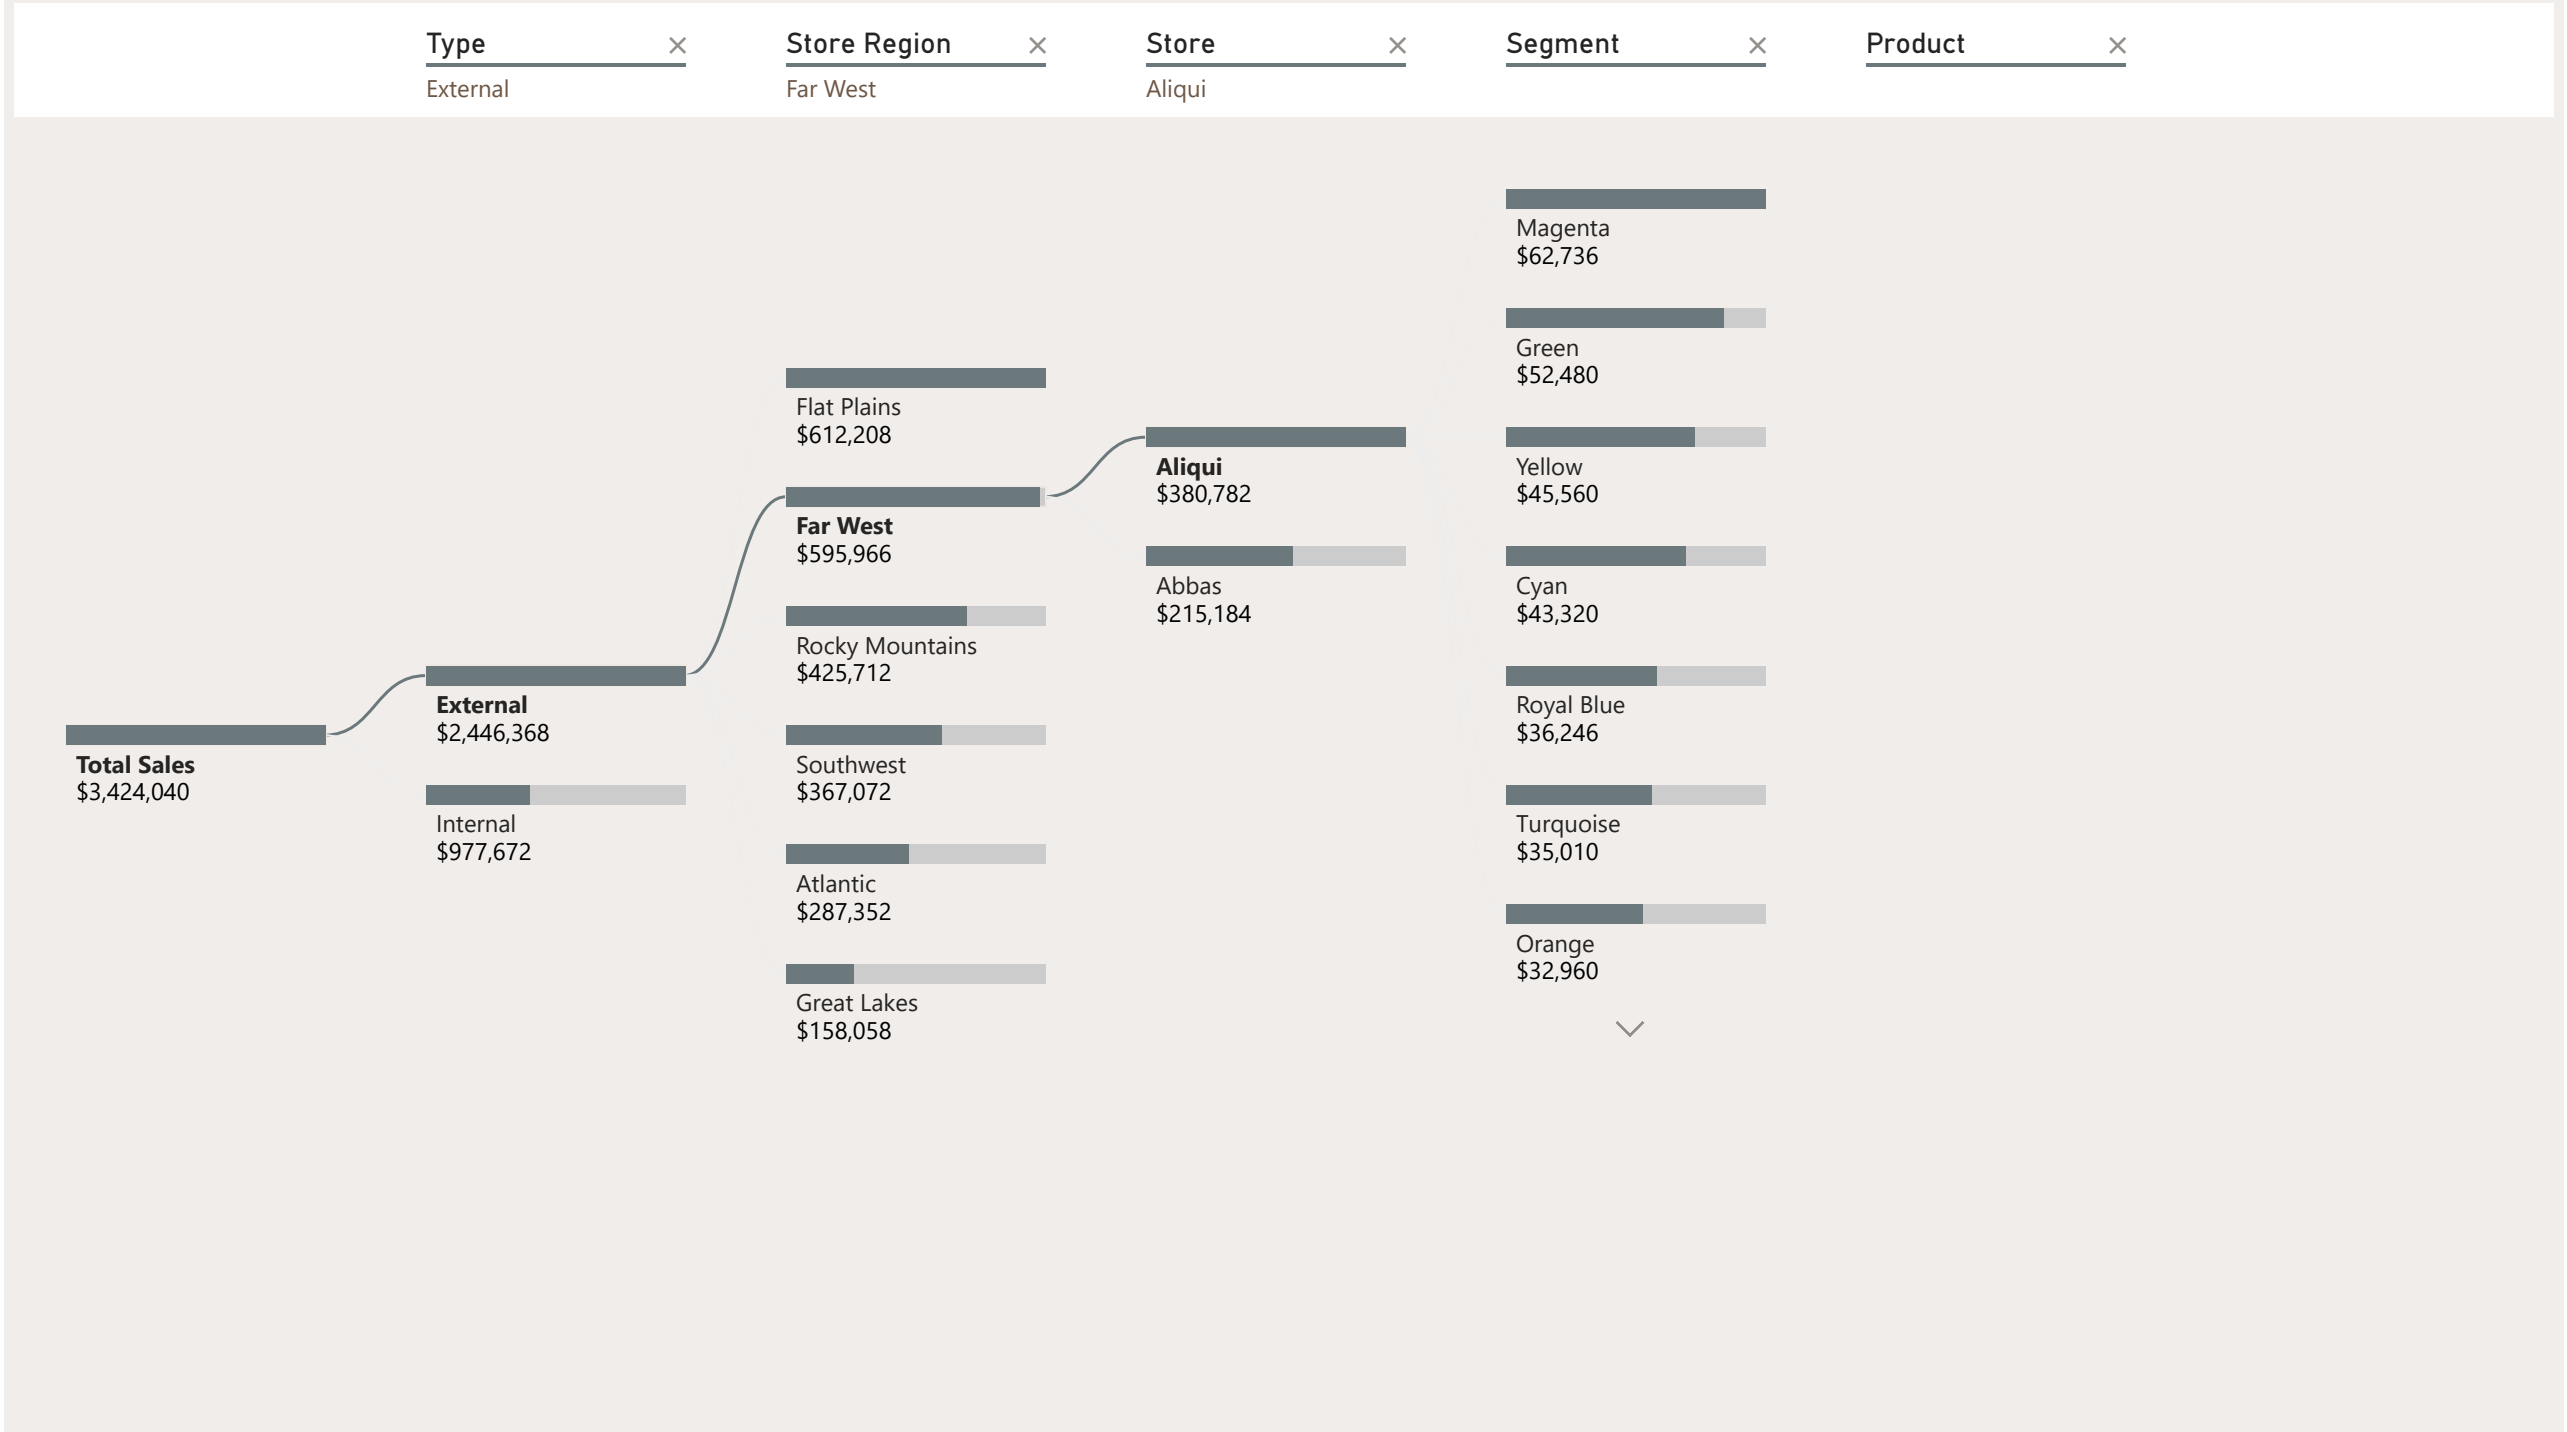 Type
Store Region
Store
Segment
Product
External
Far West
Aliqui
Total Sales
$3,424,040
External
$2,446,368
Internal
$977,672
Flat Plains
$612,208
Far West
$595,966
Rocky Mountains
$425,712
Southwest
$367,072
Atlantic
$287,352
Great Lakes
$158,058
Aliqui
$380,782
Abbas
$215,184
Magenta
$62,736
Green
$52,480
Yellow
$45,560
Cyan
$43,320
Royal Blue
$36,246
Turquoise
$35,010
Orange
$32,960